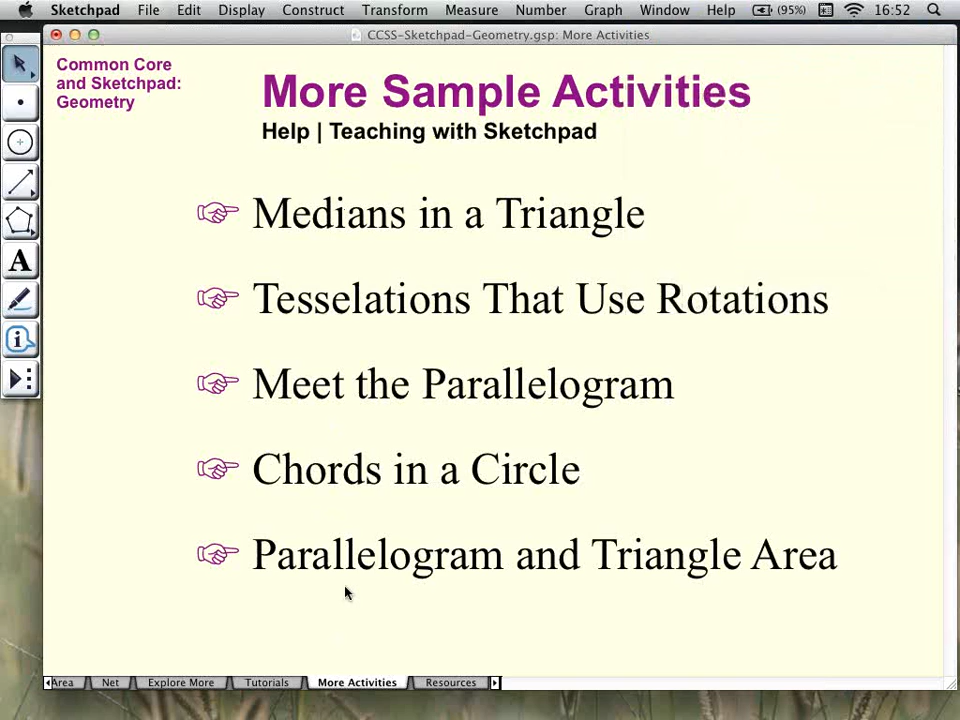 Sketchpad File Edit Display Construct Transform Measure Number Graph Window Help (95%) 16:52
CCSS-Sketchpad-Geometry.gsp: More Activities
Common Core
and Sketchpad:
Geometry
More Sample Activities
Help | Teaching with Sketchpad
Medians in a Triangle
Tesselations That Use Rotations
Meet the Parallelogram
Chords in a Circle
Parallelogram and Triangle Area
A
i
Area Net Explore More Tutorials More Activities Resources